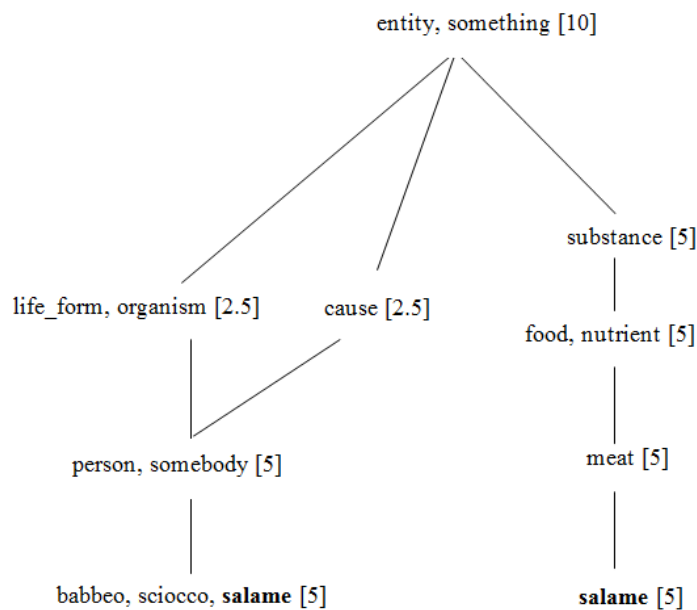 entity, something [10]
substance [5]
life_form, organism [2.5]
cause [2.5]
food, nutrient [5]
person, somebody [5]
meat [5]
babbeo, sciocco, salame [5]
salame [5]